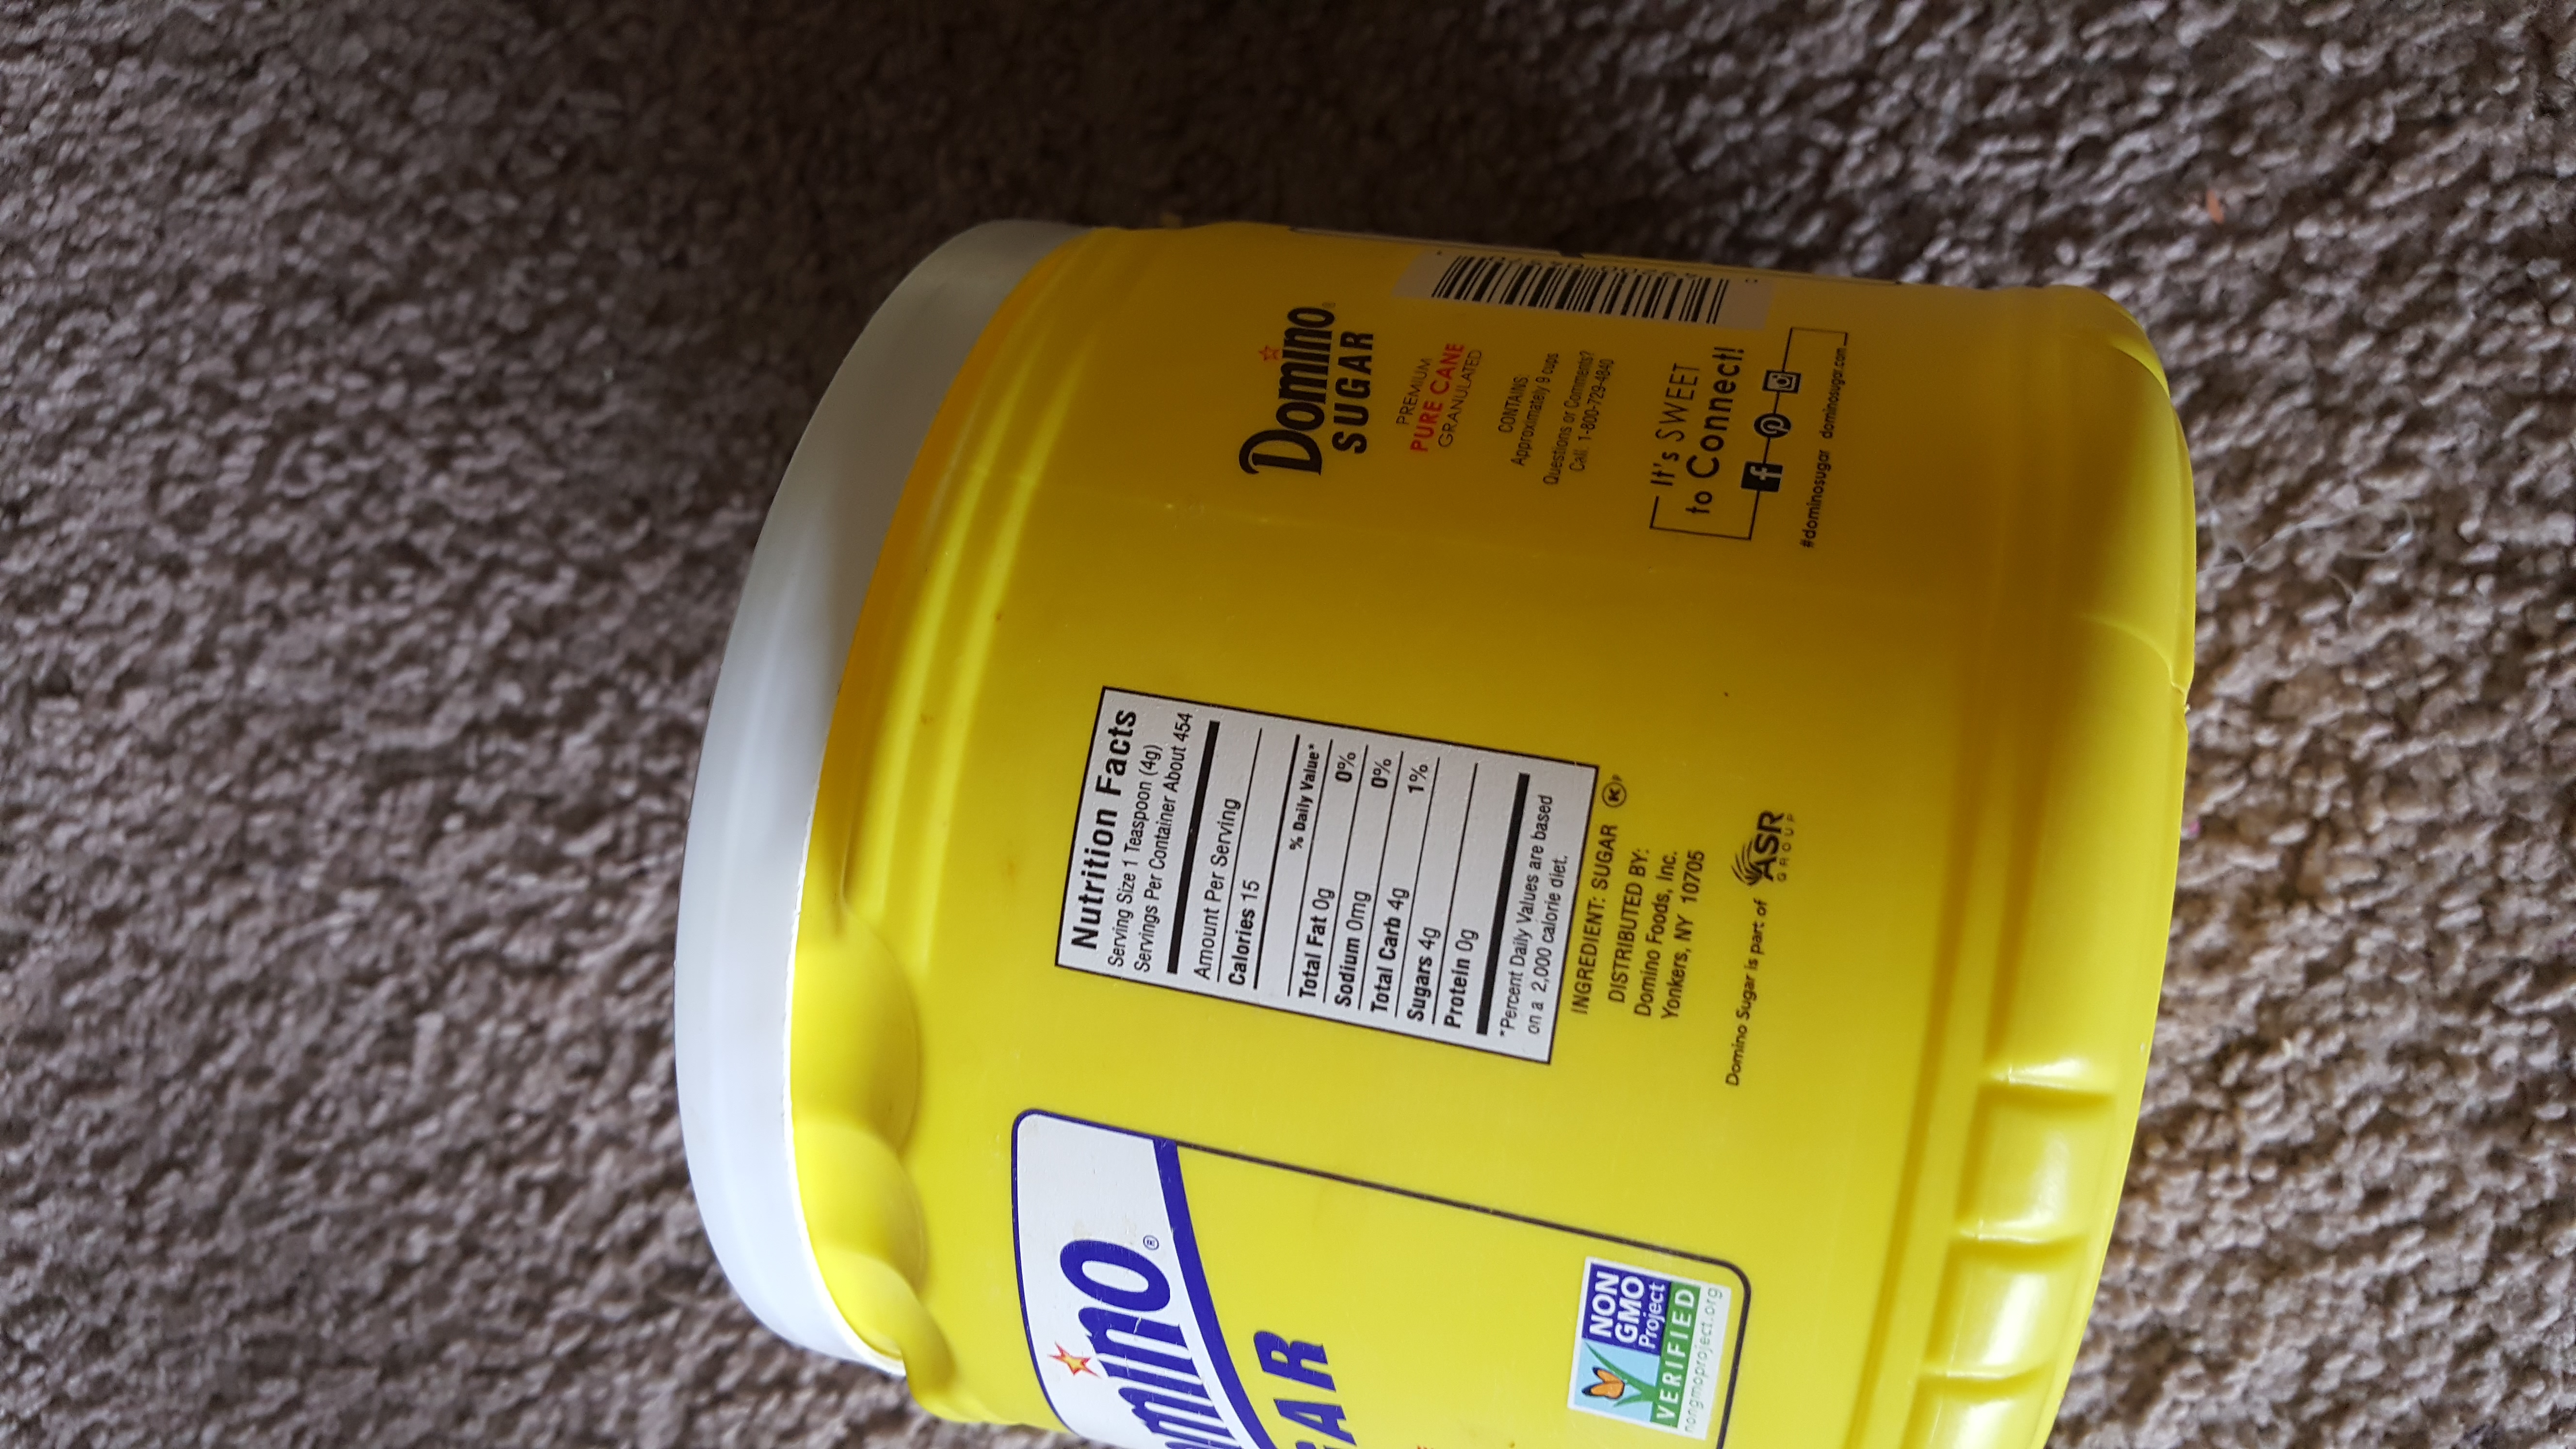 mino®
GAR
NON
GMO
Project
VERIFIED
nongmoproject.org
Nutrition Facts
Serving Size 1 Teaspoon (4g)
Servings Per Container About 454
Amount Per Serving
Calories 15
% Daily Value*
Total Fat 0g 0%
Sodium 0mg 0%
Total Carb 4g 1%
Sugars 4g
Protein 0g
*Percent Daily Values are based
on a 2,000 calorie diet.
INGREDIENT: SUGAR K P
DISTRIBUTED BY:
Domino Foods, Inc.
Yonkers, NY 10705
Domino Sugar is part of ASR
GROUP
Domino
SUGAR
PREMIUM
PURE CANE
GRANULATED
CONTAINS:
Approximately 9 cups
Questions or Comments?
Call: 1-800-729-4840
It's SWEET
to Connect!
#dominosugar dominosugar.com